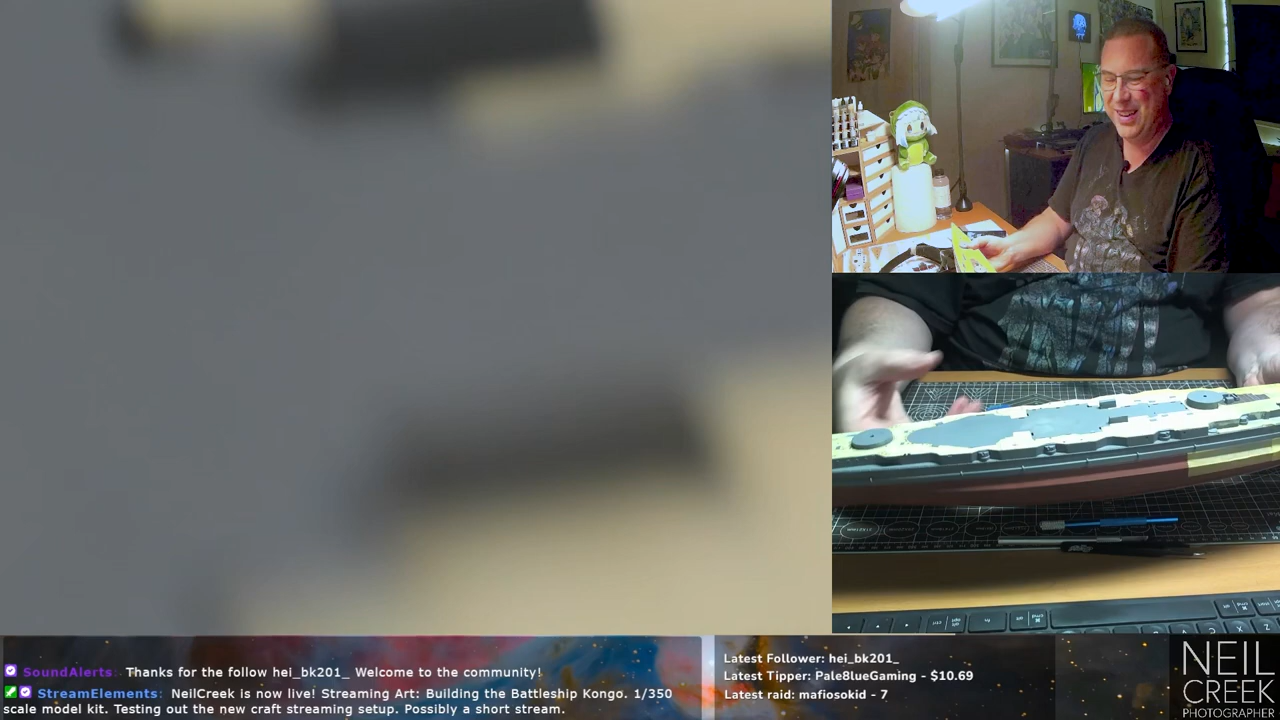 SoundAlerts: Thanks for the follow hei_bk201_ Welcome to the community!
StreamElements: NeilCreek is now live! Streaming Art: Building the Battleship Kongo. 1/350
scale model kit. Testing out the new craft streaming setup. Possibly a short stream.
Latest Follower: hei_bk201_
Latest Tipper: Pale8lueGaming - $10.69
Latest raid: mafiosokid - 7
NEIL
CREEK
PHOTOGRAPHER